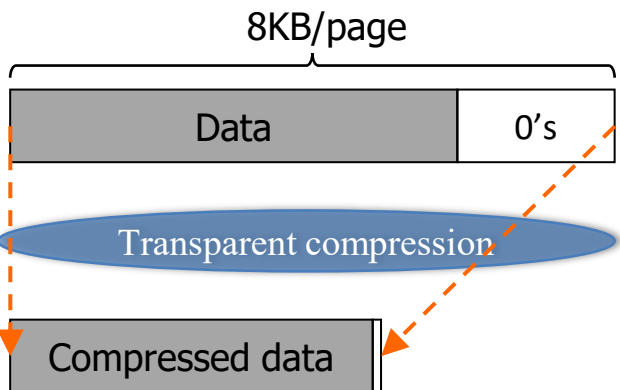 8KB/page
Data
0’s
Transparent compression
Compressed data